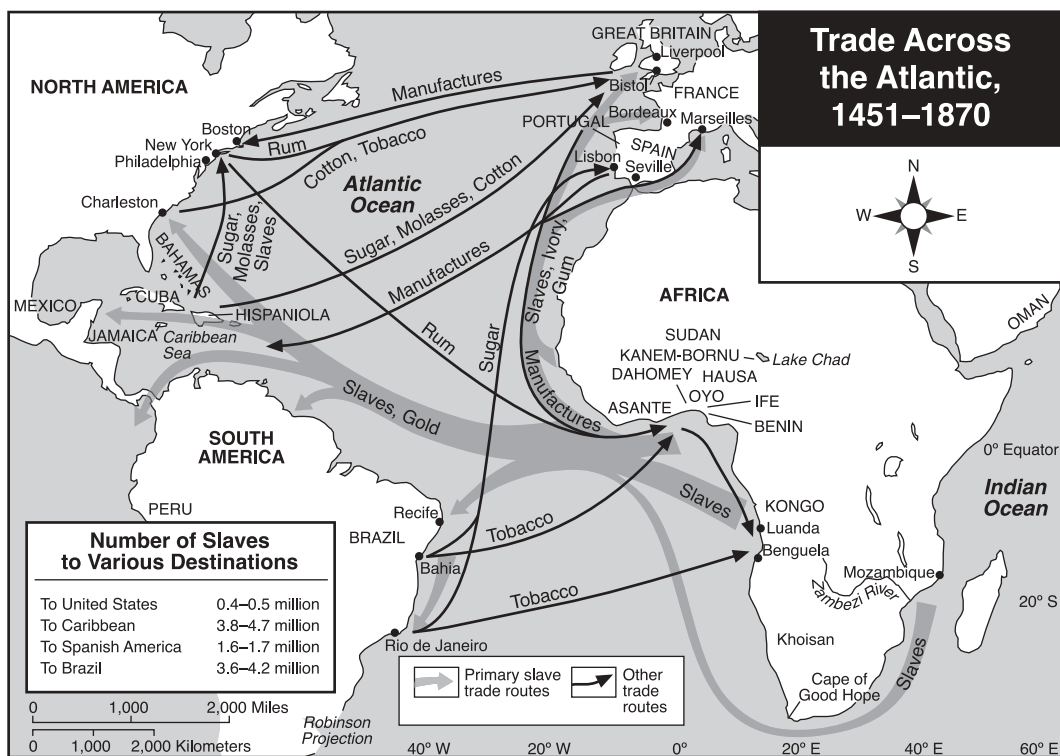 Trade Across
the Atlantic,
1451–1870
N
W
E
S
GREAT BRITAIN
Liverpool
Bistol
NORTH AMERICA
Manufactures
FRANCE
Bordeaux
PORTUGAL
Marseilles
Boston
New York
Philadelphia
Rum
Cotton, Tobacco
SPAIN
Lisbon
Seville
Atlantic
Ocean
Charleston
Sugar,
Molasses,
Slaves
Sugar, Molasses, Cotton
BAHAMAS
Manufactures
Slaves, Ivory,
Gum
AFRICA
MEXICO
CUBA
HISPANIOLA
OMAN
JAMAICA
Caribbean
Sea
Rum
Sugar
SUDAN
KANEM-BORNU
Lake Chad
DAHOMEY
HAUSA
OYO
IFE
ASANTE
BENIN
Manufactures
Slaves, Gold
SOUTH
AMERICA
0° Equator
Indian
Ocean
Slaves
KONGO
Luanda
Benguela
PERU
Recife
BRAZIL
Bahia
Tobacco
Mozambique
Zambezi River
20° S
Number of Slaves
to Various Destinations
To United States 0.4–0.5 million
To Caribbean 3.8–4.7 million
To Spanish America 1.6–1.7 million
To Brazil 3.6–4.2 million
Tobacco
Rio de Janeiro
Khoisan
Slaves
Cape of
Good Hope
Primary slave
trade routes
Other
trade
routes
0 1,000 2,000 Miles
0 1,000 2,000 Kilometers
Robinson
Projection
40° W
20° W
0°
20° E
40° E
60° E